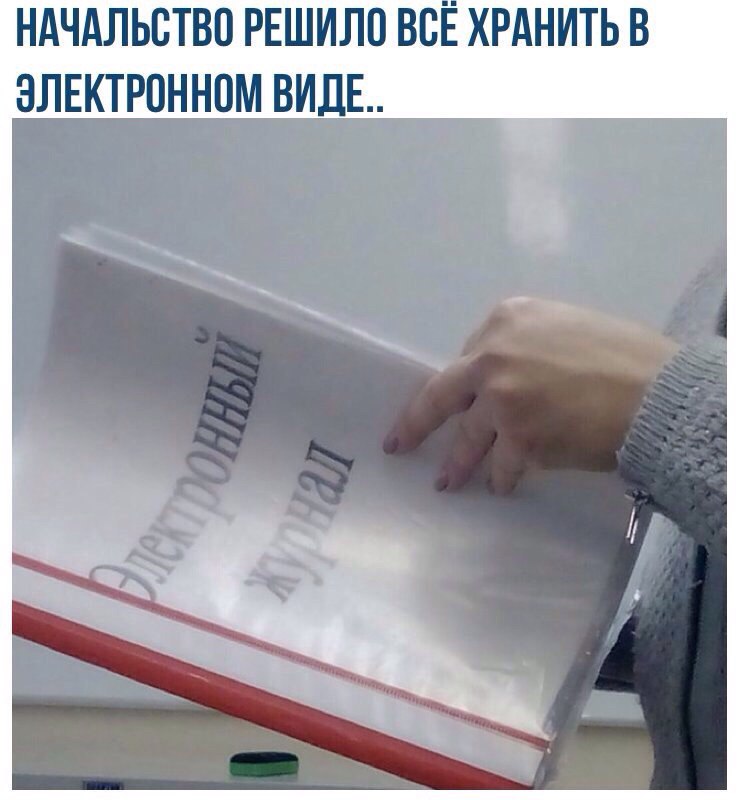 НАЧАЛЬСТВО РЕШИЛО ВСЁ ХРАНИТЬ В
ЭЛЕКТРОННОМ ВИДЕ..
Электронный
журнал